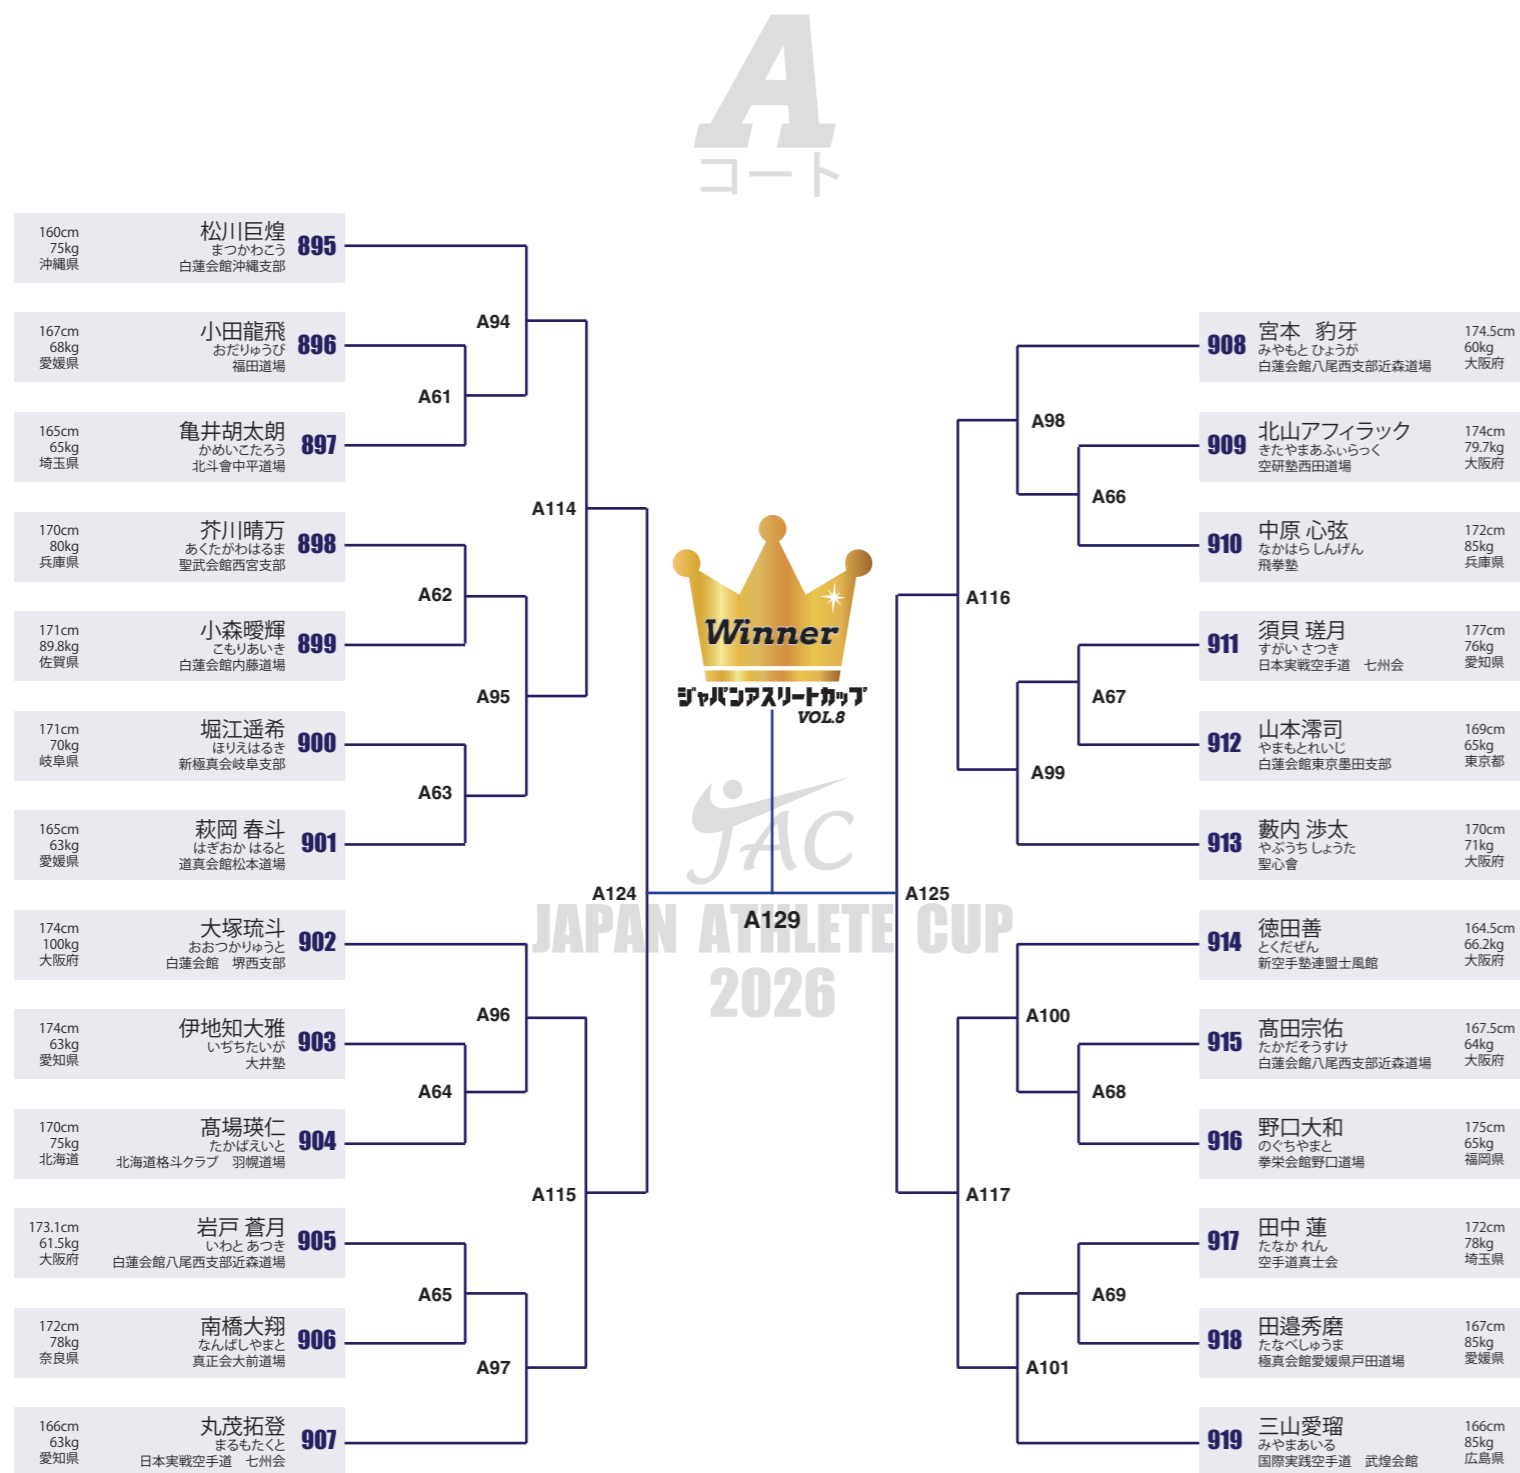 A
コート
160cm
75kg
沖縄県
松川巨煌
まつかわこう
白蓮会館沖縄支部
895
167cm
68kg
愛媛県
小田龍飛
おだりゅうび
福田道場
896
165cm
65kg
埼玉県
亀井胡太朗
かめいこたろう
北斗會中平道場
897
170cm
80kg
兵庫県
芥川晴万
あくたがわはるま
聖武会館西宮支部
898
171cm
89.8kg
佐賀県
小森曖輝
こもりあいき
白蓮会館内藤道場
899
171cm
70kg
岐阜県
堀江遥希
ほりえはるき
新極真会岐阜支部
900
165cm
63kg
愛媛県
萩岡 春斗
はぎおか はると
道真会館松本道場
901
174cm
100kg
大阪府
大塚琉斗
おおつかりゅうと
白蓮会館 堺西支部
902
174cm
63kg
愛知県
伊地知大雅
いぢちたいが
大井塾
903
170cm
75kg
北海道
髙場瑛仁
たかばえいと
北海道格斗クラブ 羽幌道場
904
173.1cm
61.5kg
大阪府
岩戸 蒼月
いわと あつき
白蓮会館八尾西支部近森道場
905
172cm
78kg
奈良県
南橋大翔
なんばしやまと
真正会大前道場
906
166cm
63kg
愛知県
丸茂拓登
まるもたくと
日本実戦空手道 七州会
907
A94
A61
A114
A62
A95
A63
A124
A96
A64
A115
A65
A97
Winner
ジャパンアスリートカップ
VOL.8
JAC
A129
JAPAN ATHLETE CUP
2026
A98
A66
A116
A67
A99
A125
A100
A68
A117
A69
A101
908
宮本 豹牙
みやもと ひょうが
白蓮会館八尾西支部近森道場
174.5cm
60kg
大阪府
909
北山アフィラック
きたやまあふぃらっく
空研塾西田道場
174cm
79.7kg
大阪府
910
中原 心弦
なかはら しんげん
飛拳塾
172cm
85kg
兵庫県
911
須貝 瑳月
すがい さつき
日本実戦空手道 七州会
177cm
76kg
愛知県
912
山本澪司
やまもとれいじ
白蓮会館東京墨田支部
169cm
65kg
東京都
913
藪内 渉太
やぶうち しょうた
聖心會
170cm
71kg
大阪府
914
徳田善
とくだぜん
新空手塾連盟士風館
164.5cm
66.2kg
大阪府
915
髙田宗佑
たかだそうすけ
白蓮会館八尾西支部近森道場
167.5cm
64kg
大阪府
916
野口大和
のぐちやまと
拳栄会館野口道場
175cm
65kg
福岡県
917
田中 蓮
たなか れん
空手道真士会
172cm
78kg
埼玉県
918
田邉秀磨
たなべしゅうま
極真会館愛媛県戸田道場
167cm
85kg
愛媛県
919
三山愛瑠
みやまあいる
国際実践空手道 武煌会館
166cm
85kg
広島県